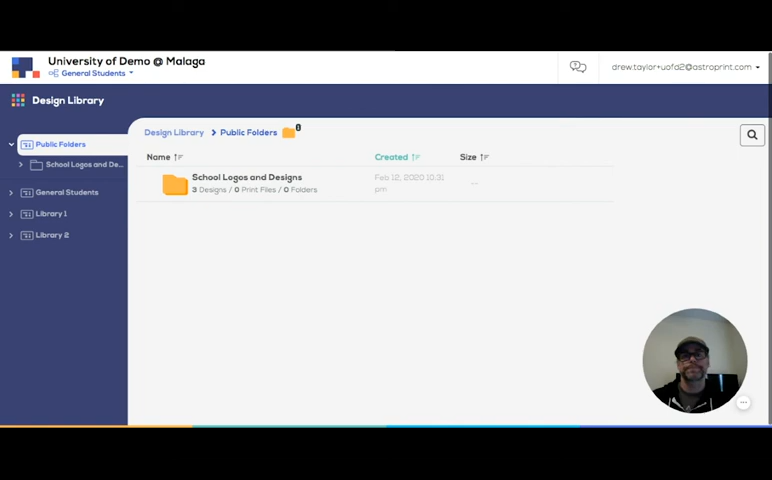 University of Demo @ Malaga
General Students
drew.taylor+uofd2@astroprint.com
Design Library
Public Folders
School Logos and De...
General Students
Library 1
Library 2
Design Library > Public Folders 1
Name Created Size
School Logos and Designs
3 Designs / 0 Print Files / 0 Folders
Feb 12, 2020 10:31 pm
--